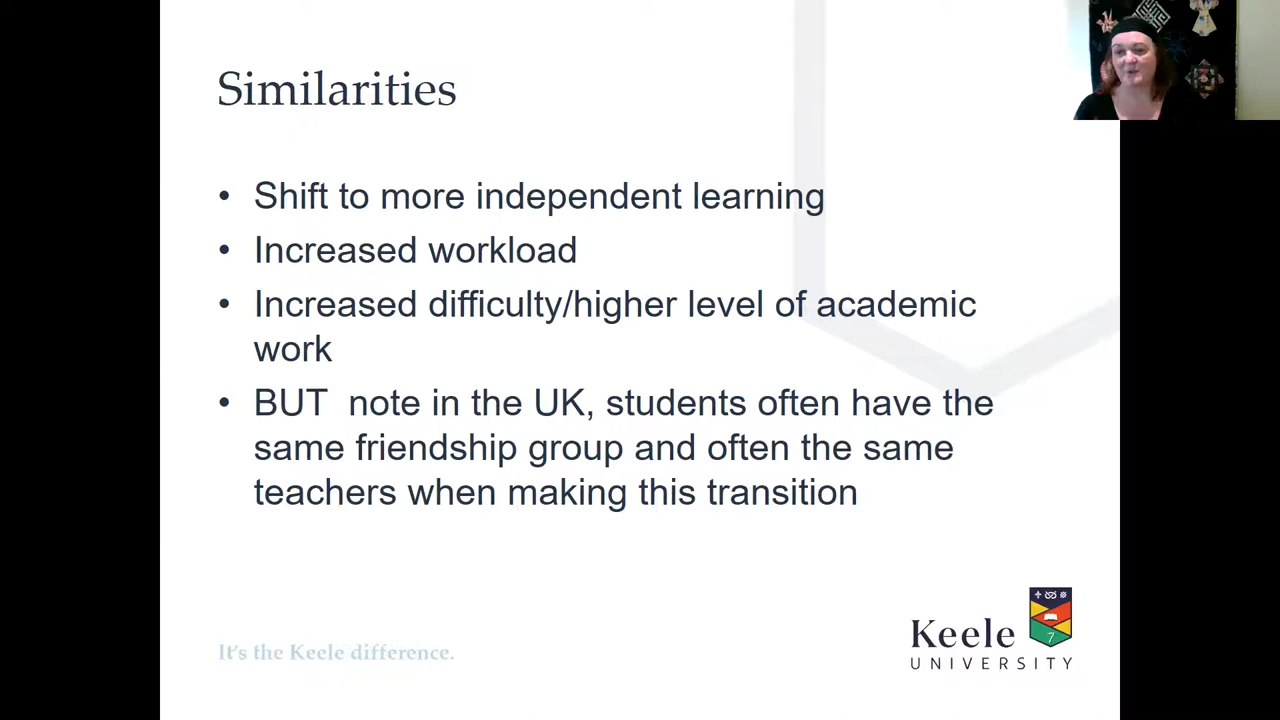 Similarities
• Shift to more independent learning
• Increased workload
• Increased difficulty/higher level of academic
work
• BUT  note in the UK, students often have the
same friendship group and often the same
teachers when making this transition
It's the Keele difference.
Keele
UNIVERSITY